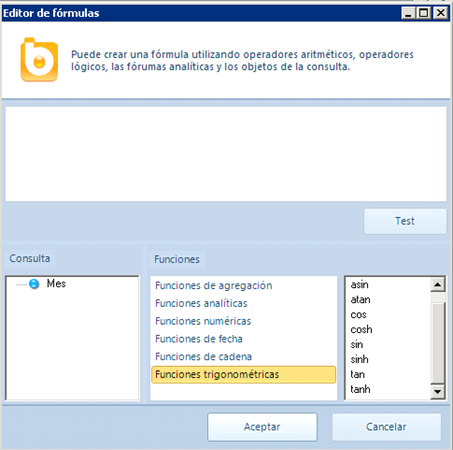 Editor de fórmulas
Puede crear una fórmula utilizando operadores aritméticos, operadores
lógicos, las fórumas analíticas y los objetos de la consulta.
Test
Consulta
Mes
Funciones
Funciones de agregación
Funciones analíticas
Funciones numéricas
Funciones de fecha
Funciones de cadena
Funciones trigonométricas
asin
atan
cos
cosh
sin
sinh
tan
tanh
Aceptar
Cancelar